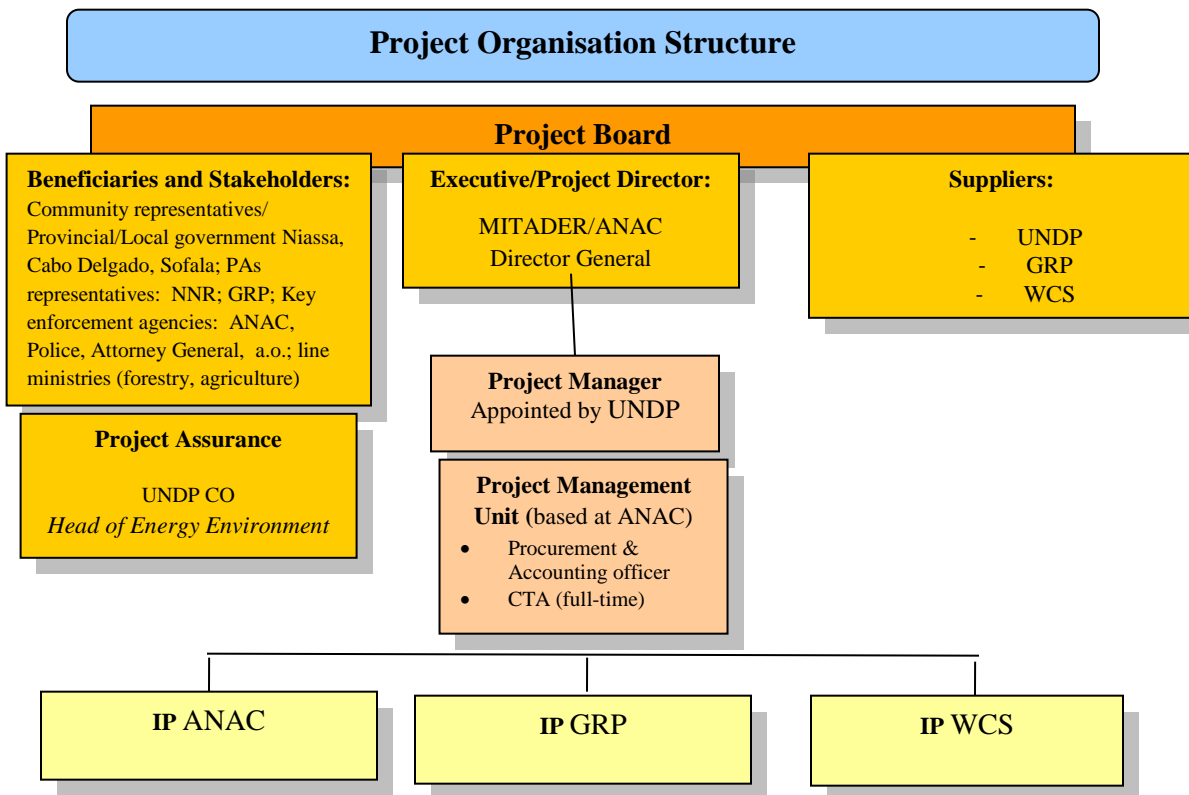 Project Organisation Structure
Project Board
Beneficiaries and Stakeholders:
Community representatives/
Provincial/Local government Niassa,
Cabo Delgado, Sofala; PAs
representatives: NNR; GRP; Key
enforcement agencies: ANAC,
Police, Attorney General, a.o.; line
ministries (forestry, agriculture)
Executive/Project Director:
MITADER/ANAC
Director General
Suppliers:
- UNDP
- GRP
- WCS
Project Manager
Appointed by UNDP
Project Assurance
UNDP CO
Head of Energy Environment
Project Management
Unit (based at ANAC)
• Procurement &
Accounting officer
• CTA (full-time)
IP ANAC
IP GRP
IP WCS